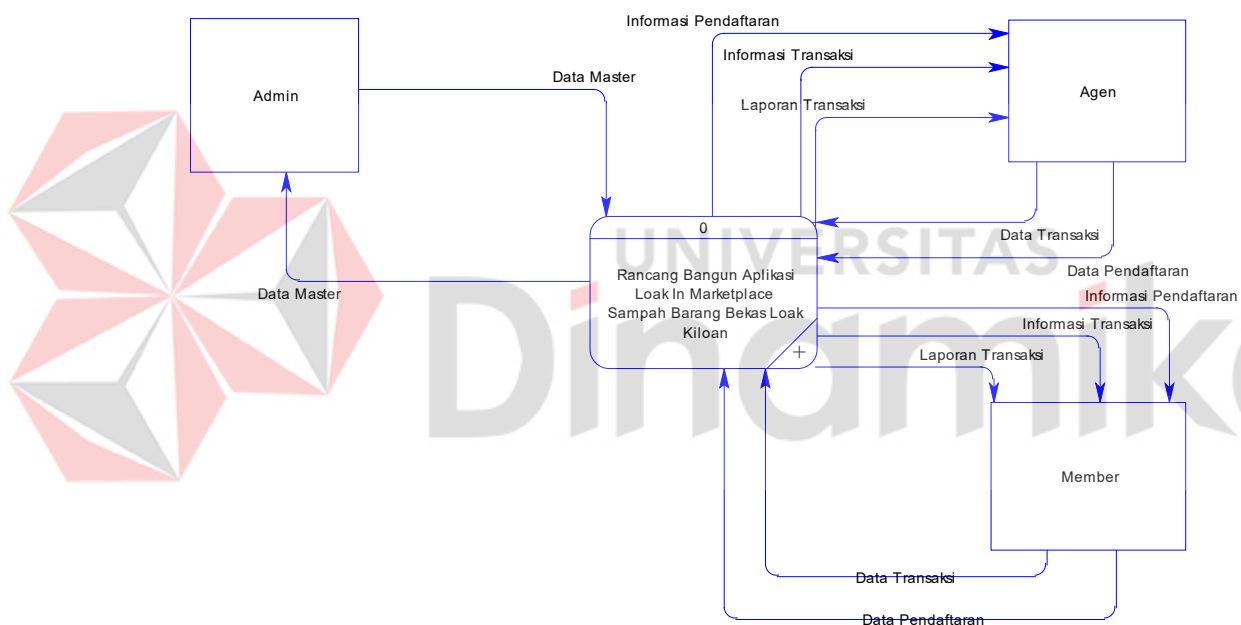 Informasi Pendaftaran
Informasi Transaksi
Data Master
Admin
Agen
Laporan Transaksi
0
Data Transaksi
UNIVERSITAS
Data Pendaftaran
Rancang Bangun Aplikasi
Loak In Marketplace
Sampah Barang Bekas Loak
Kiloan
+
Data Master
Informasi Pendaftaran
Informasi Transaksi
Laporan Transaksi
Dinamika
Member
Data Transaksi
Data Pendaftaran